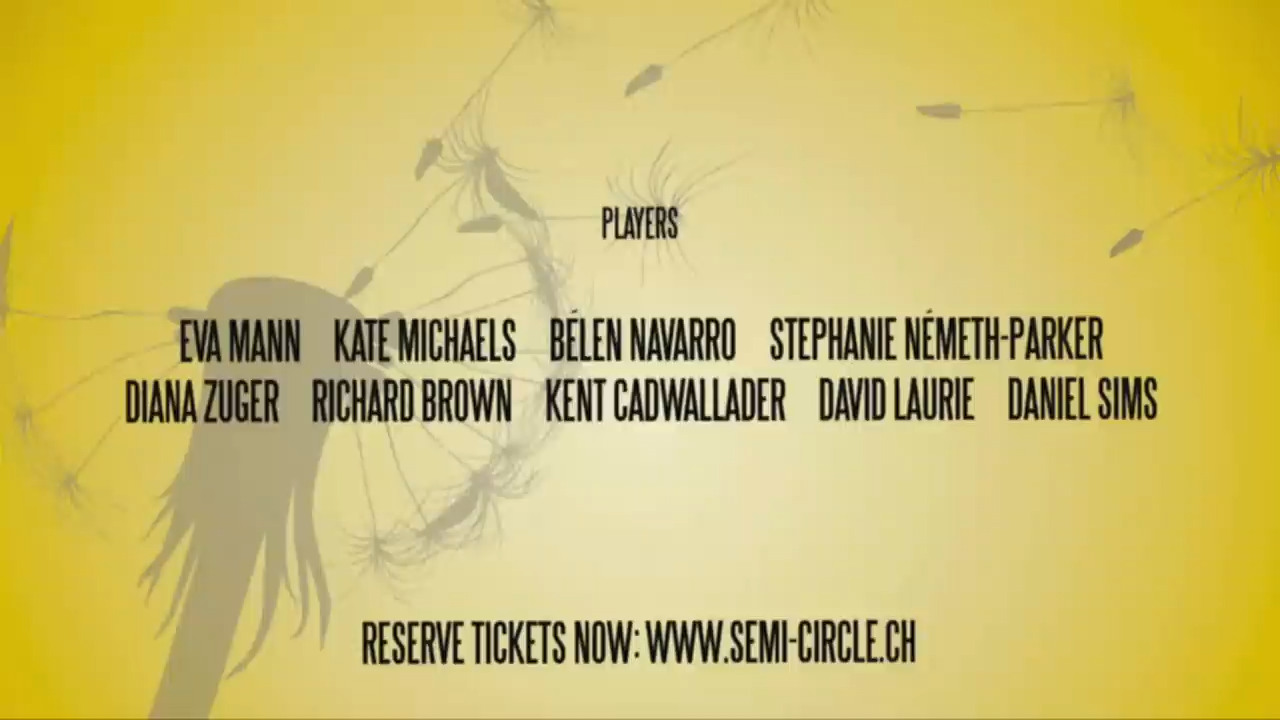 PLAYERS
EVA MANN KATE MICHAELS BÉLEN NAVARRO STEPHANIE NÉMETH-PARKER
DIANA ZUGER RICHARD BROWN KENT CADWALLADER DAVID LAURIE DANIEL SIMS
RESERVE TICKETS NOW: WWW.SEMI-CIRCLE.CH